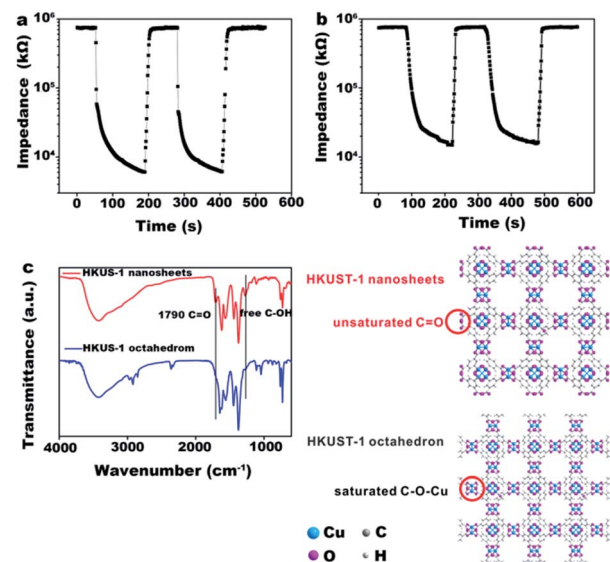 a
Impedance (kΩ)
10⁶
10⁵
10⁴
0 100 200 300 400 500 600
Time (s)
b
Impedance (kΩ)
10⁶
10⁵
10⁴
0 100 200 300 400 500 600
Time (s)
c
HKUS-1 nanosheets
1790 C=O
free C-OH
HKUS-1 octahedrom
Transmittance (a.u.)
4000 3000 2000 1000
Wavenumber (cm⁻¹)
HKUST-1 nanosheets
unsaturated C=O
HKUST-1 octahedron
saturated C-O-Cu
Cu C
O H